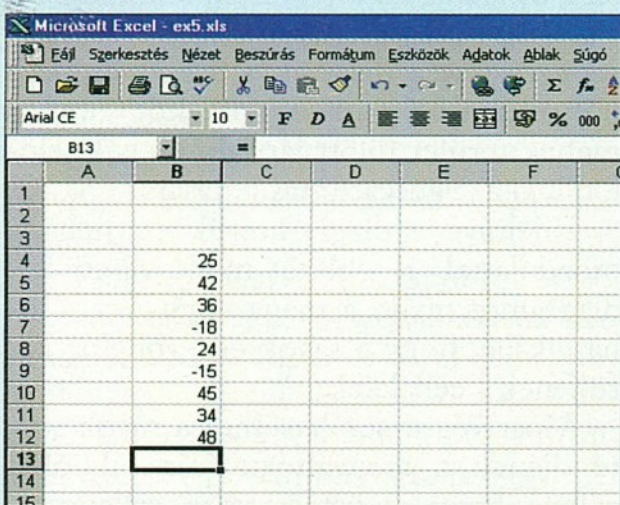 Microsoft Excel - ex5.xls
Fájl Szerkesztés Nézet Beszúrás Formátum Eszközök Adatok Ablak Súgó
ABC Σ f*
Arial CE 10 F D A % 000
B13 =
A B C D E F
1
2
3
4 25
5 42
6 36
7 -18
8 24
9 -15
10 45
11 34
12 48
13
14
15